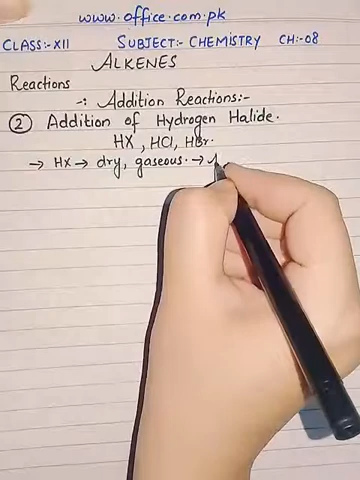 www.office.com.pk
CLASS:-XII SUBJECT:- CHEMISTRY CH:-08
ALKENES
Reactions
-: Addition Reactions:-
② Addition of Hydrogen Halide.
HX, HCl, HBr.
→ HX → dry, gaseous. →